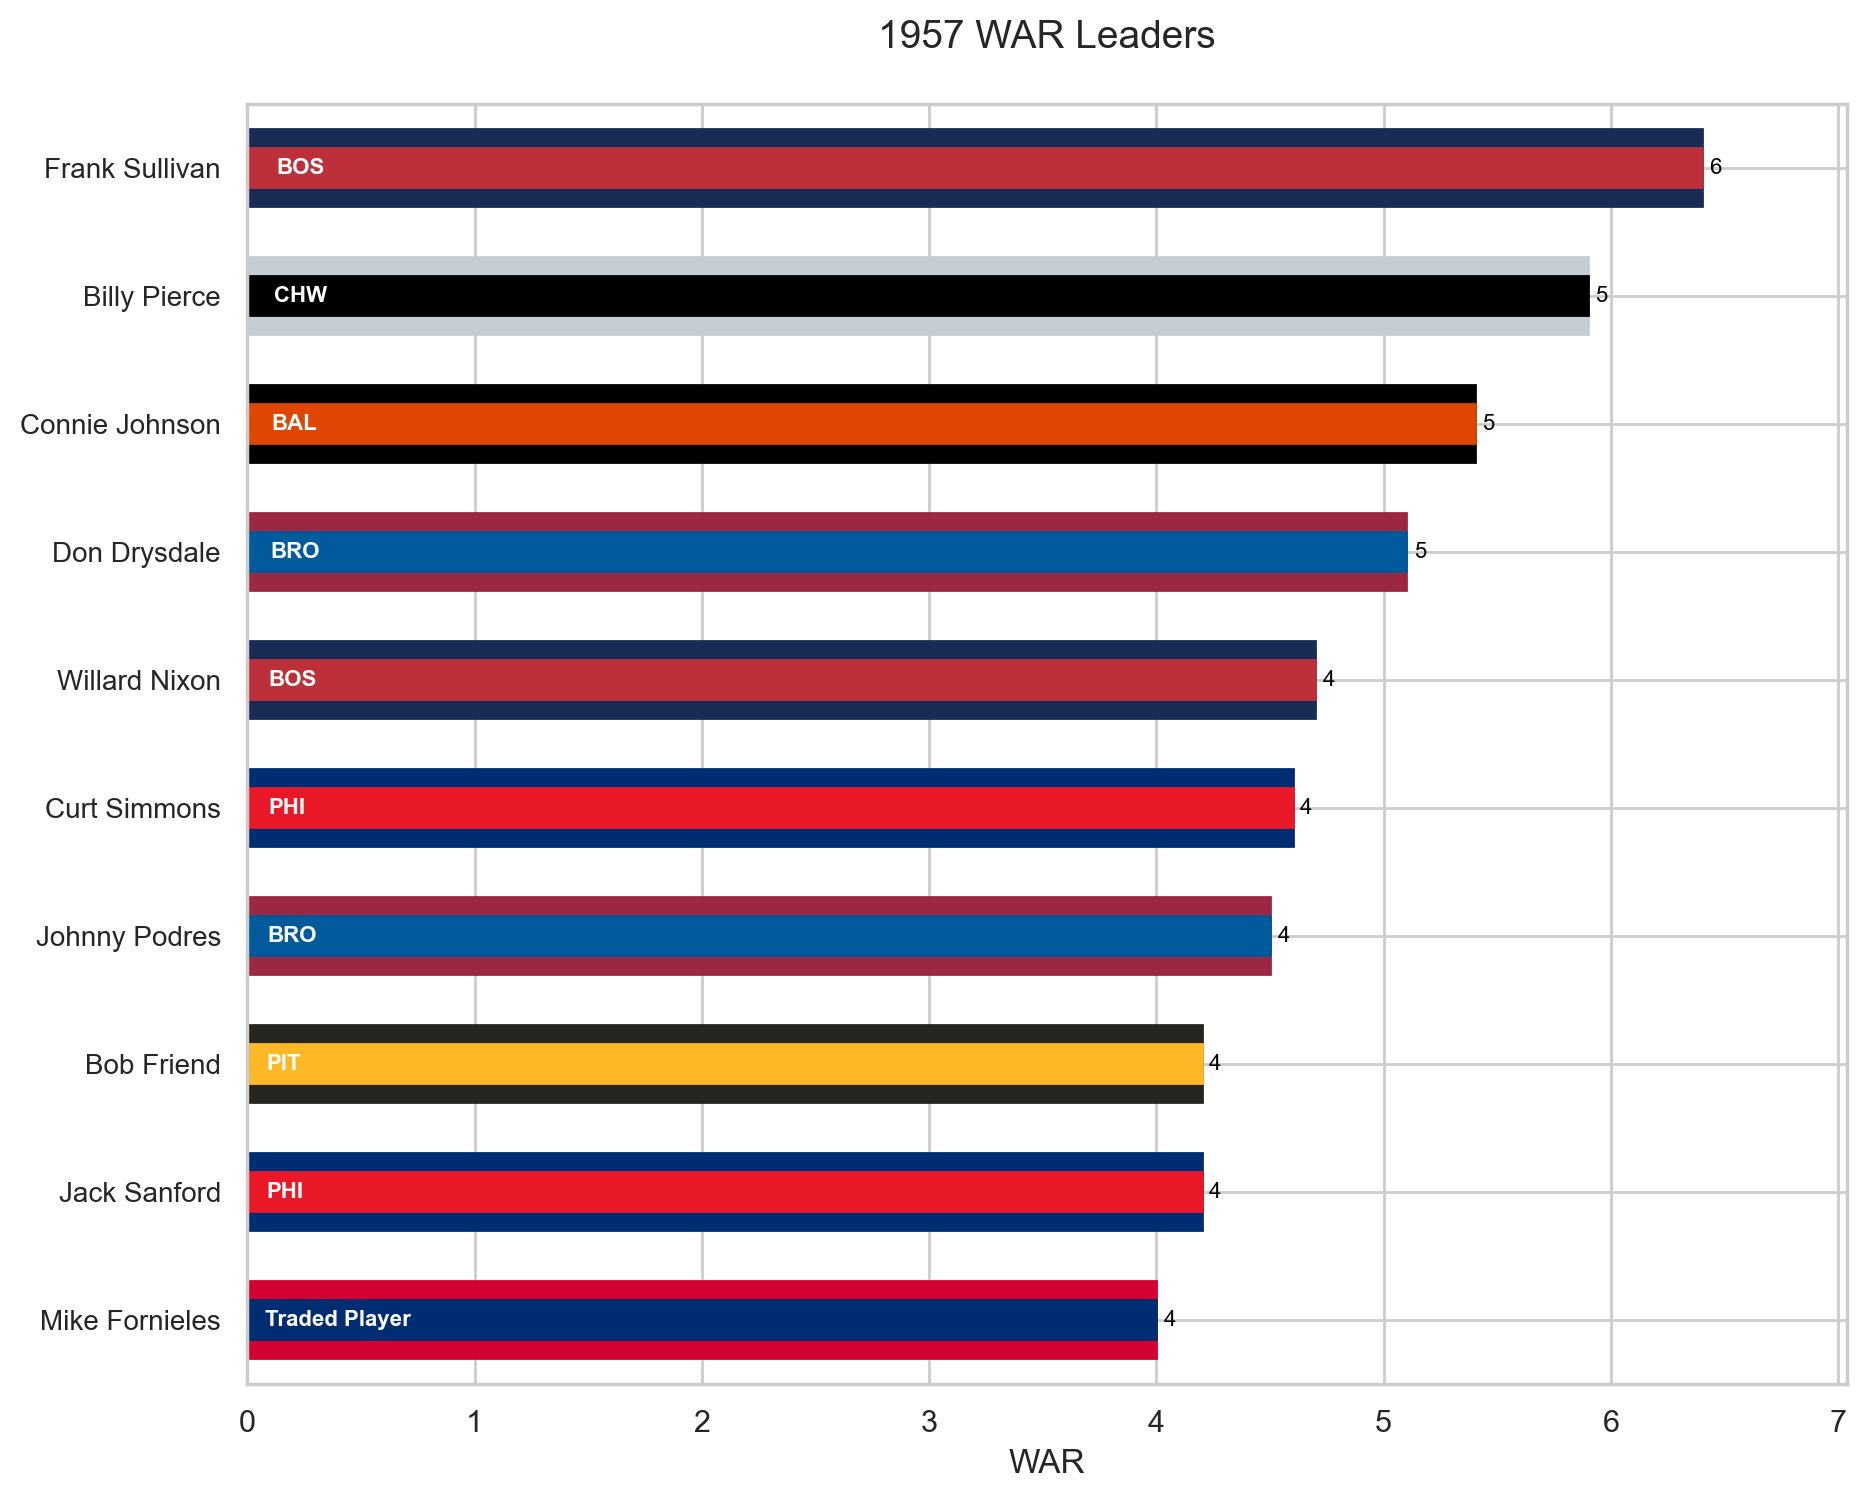 1957 WAR Leaders
Frank Sullivan BOS 6
Billy Pierce CHW 5
Connie Johnson BAL 5
Don Drysdale BRO 5
Willard Nixon BOS 4
Curt Simmons PHI 4
Johnny Podres BRO 4
Bob Friend PIT 4
Jack Sanford PHI 4
Mike Fornieles Traded Player 4
0 1 2 3 4 5 6 7
WAR